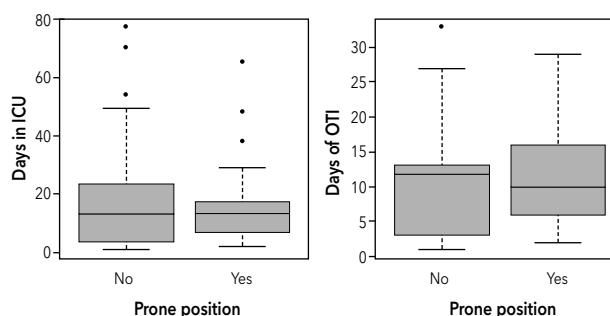 Days in ICU
80
60
40
20
0
No
Yes
Prone position
Days of OTI
30
25
20
15
10
5
0
No
Yes
Prone position